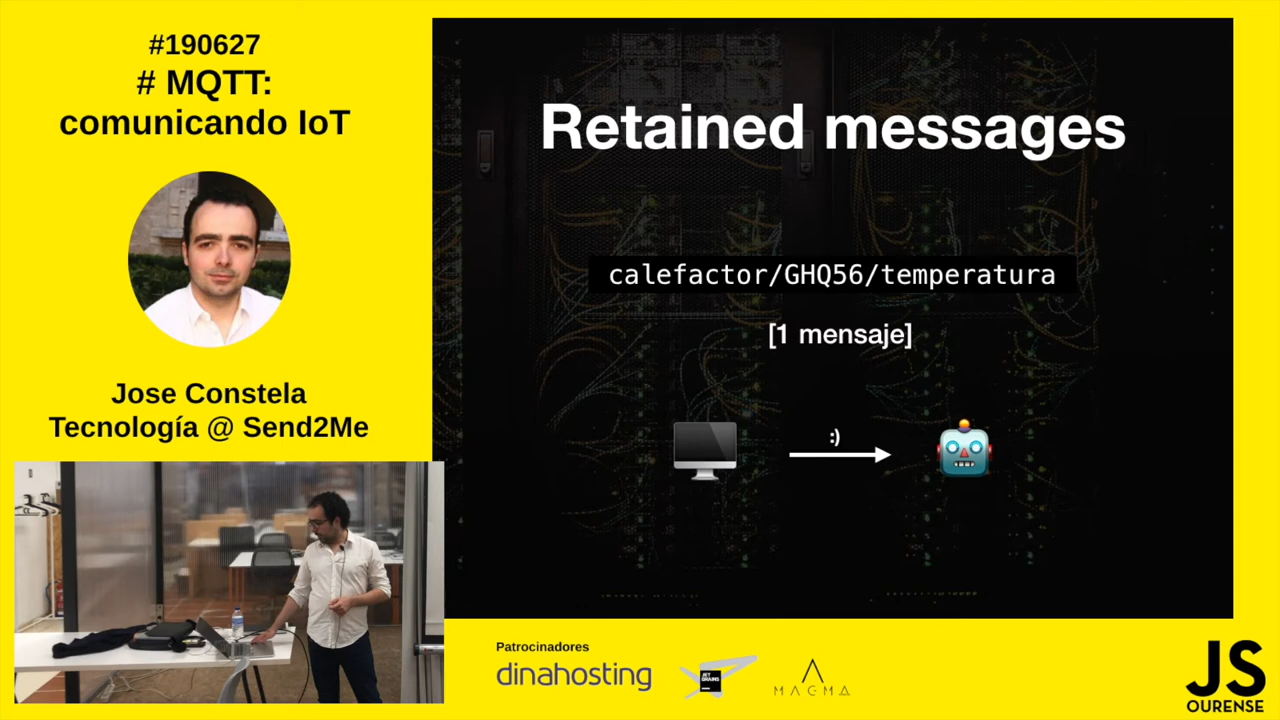 #190627
# MQTT:
comunicando IoT
Jose Constela
Tecnología @ Send2Me
Retained messages
calefactor/GHQ56/temperatura
[1 mensaje]
:)
Patrocinadores
dinahosting
JET
BRAINS
MAGMA
JS
OURENSE